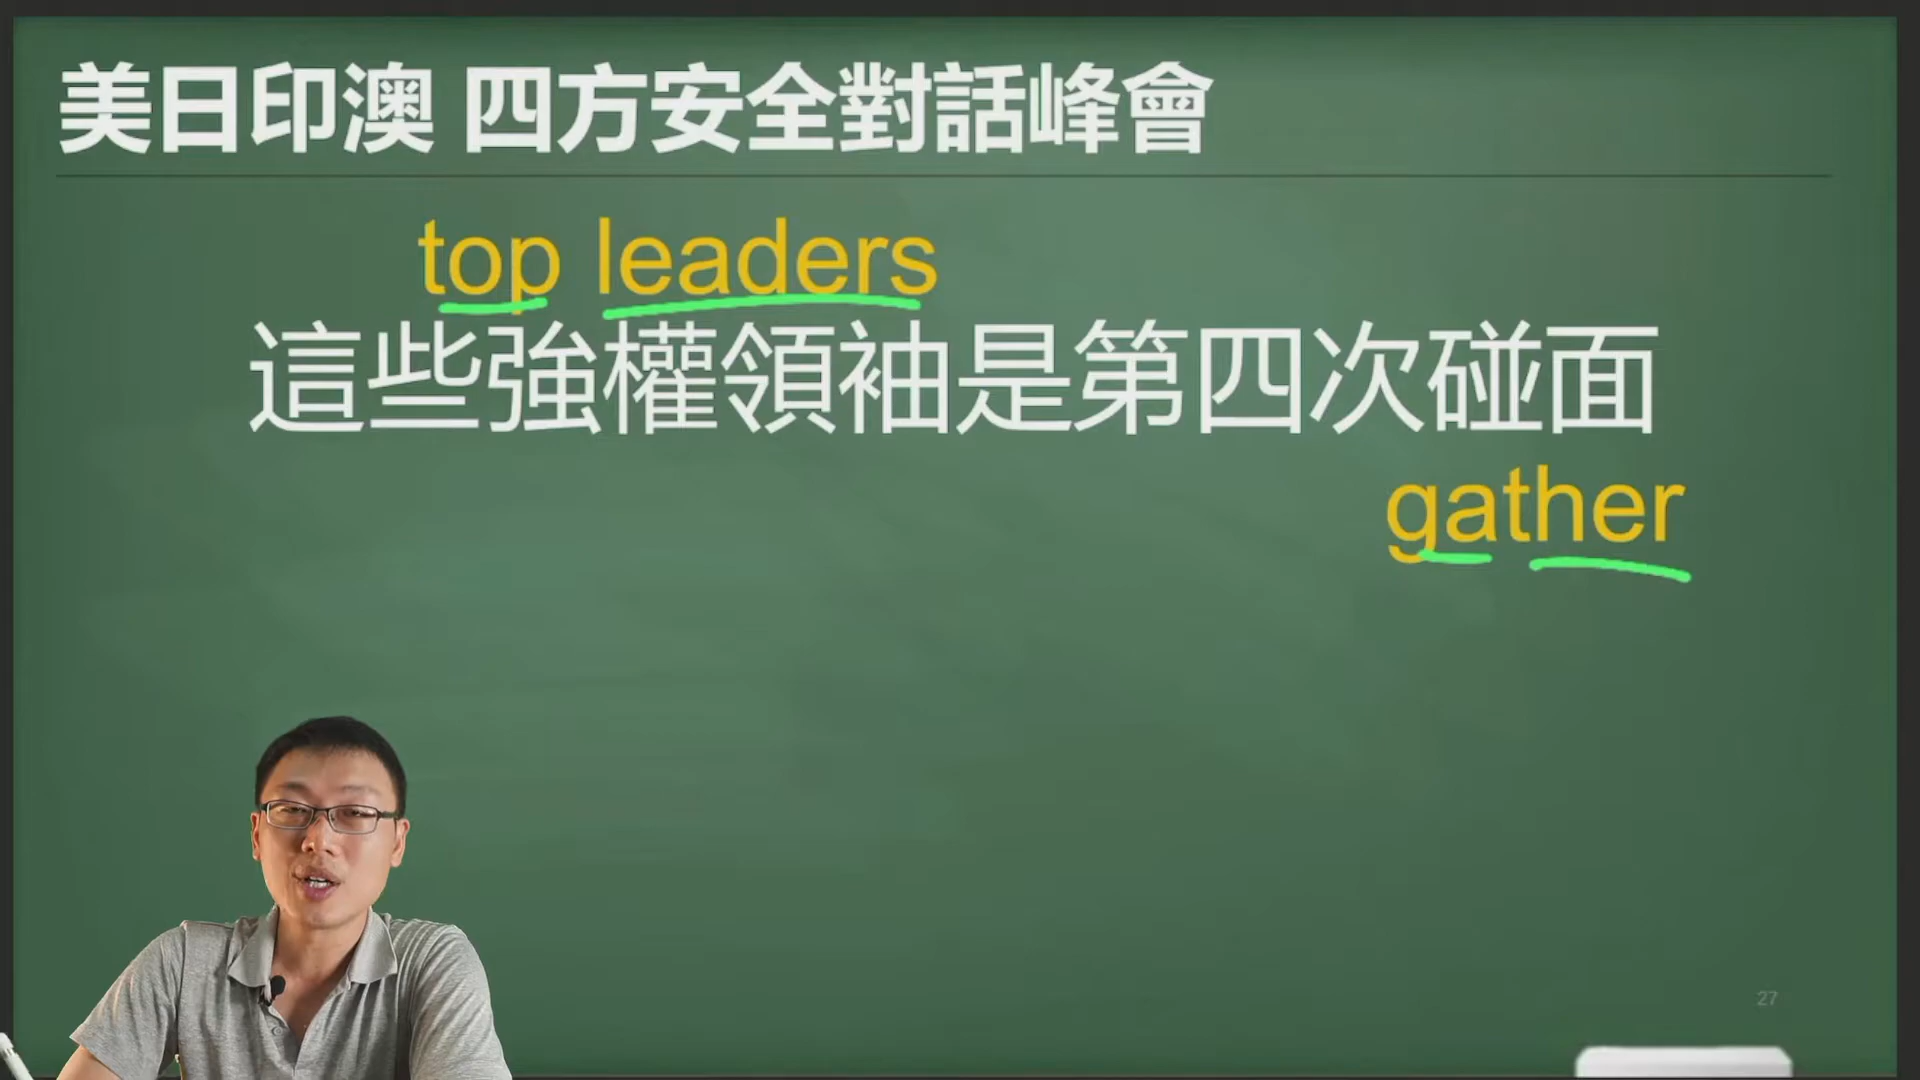 美日印澳 四方安全對話峰會
top leaders
這些強權領袖是第四次碰面
gather
27